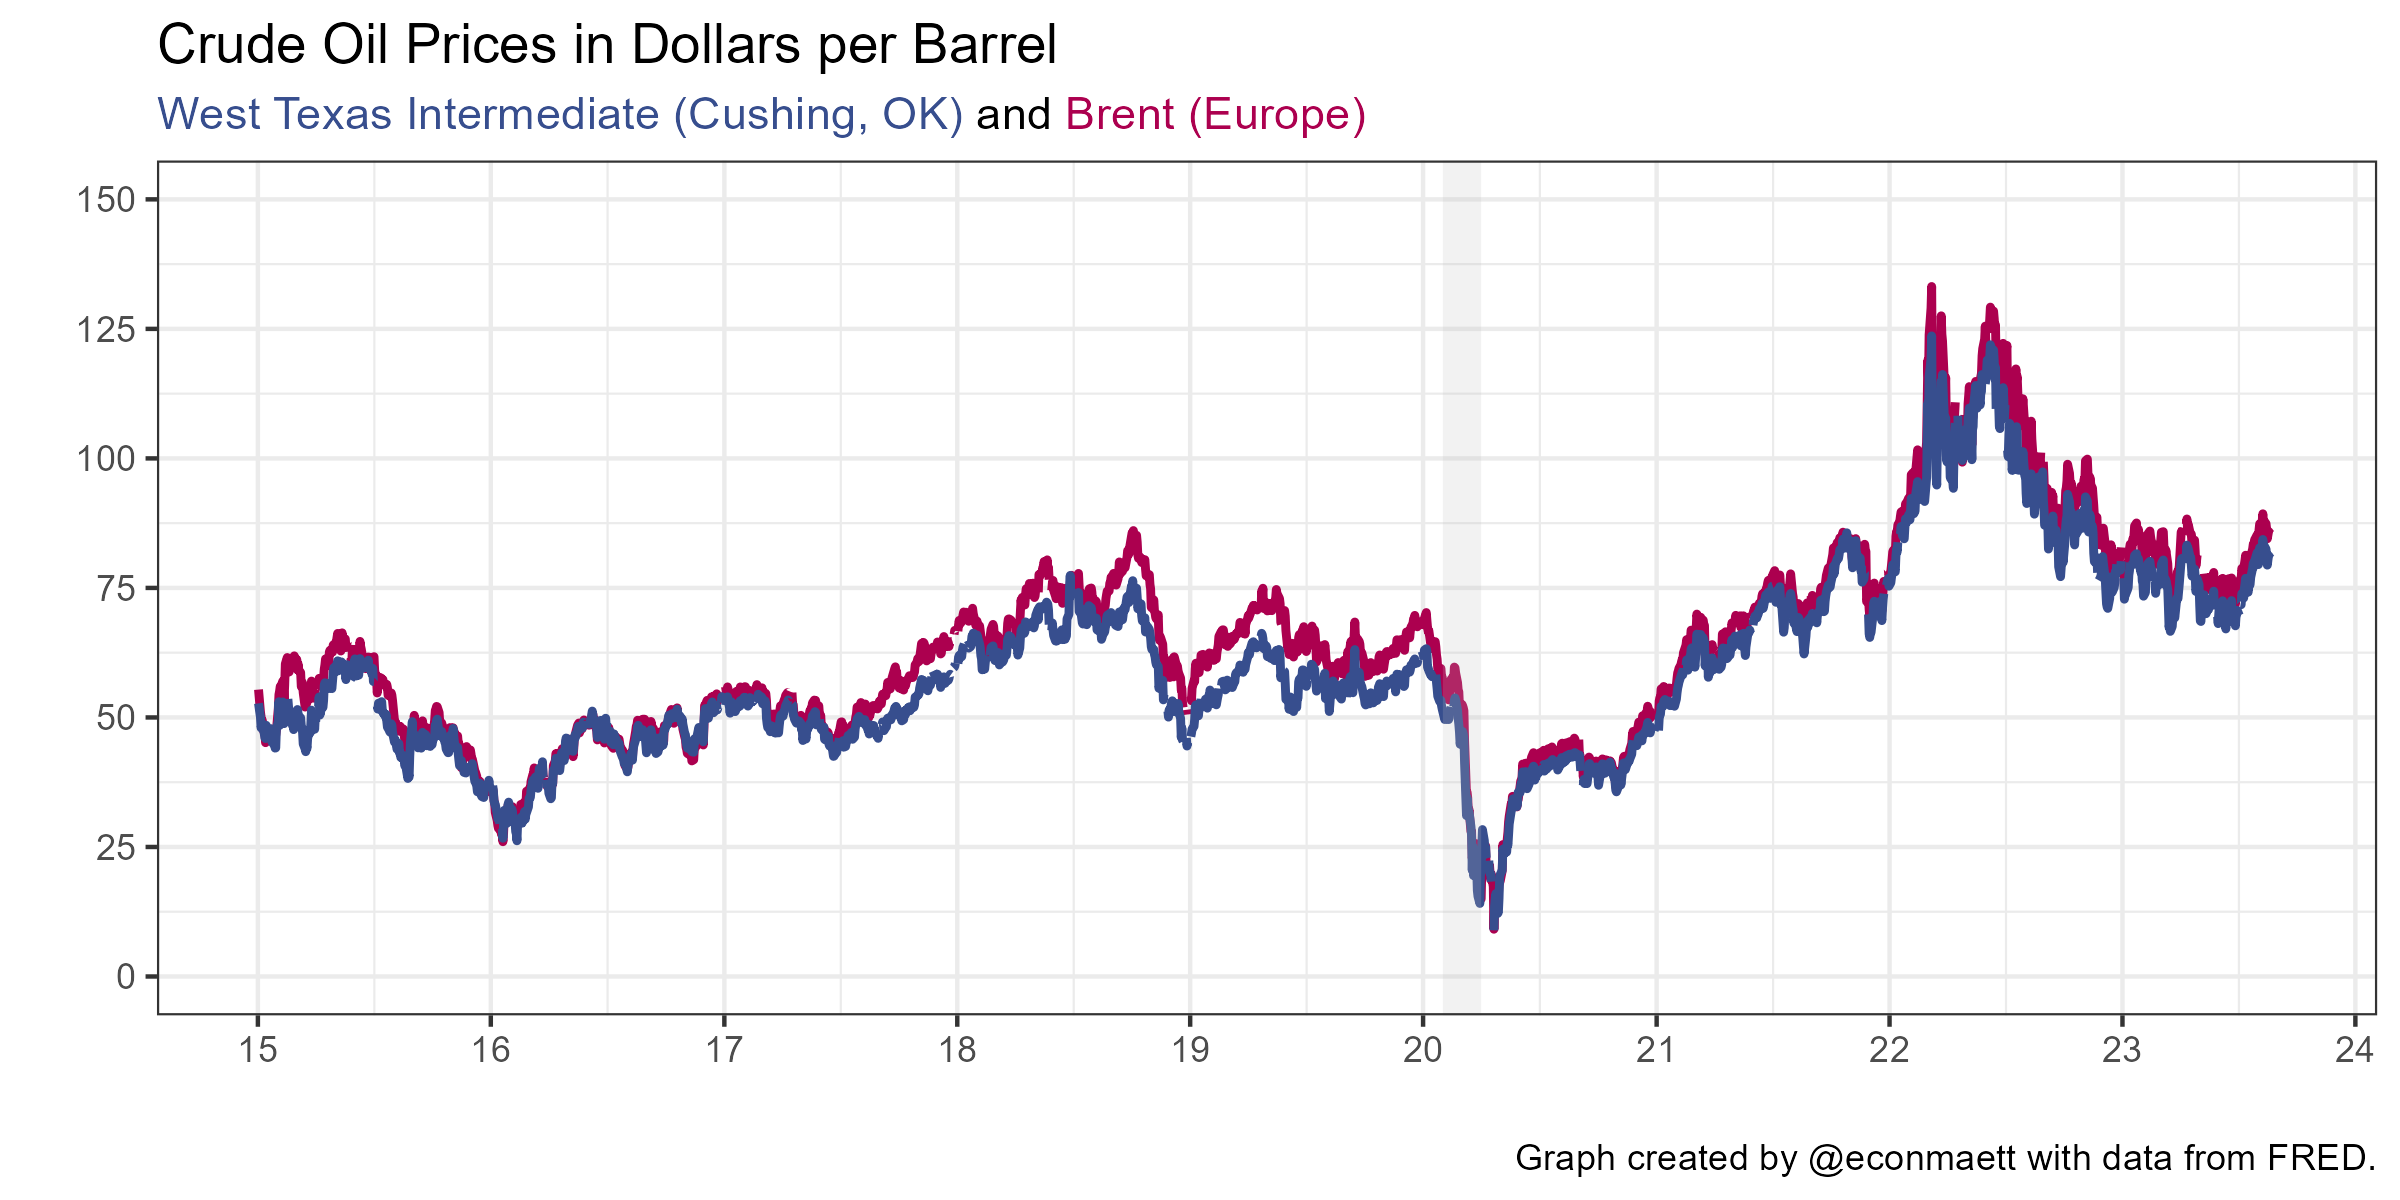 Crude Oil Prices in Dollars per Barrel
West Texas Intermediate (Cushing, OK) and Brent (Europe)
150
125
100
75
50
25
0
15 16 17 18 19 20 21 22 23 24
Graph created by @econmaett with data from FRED.